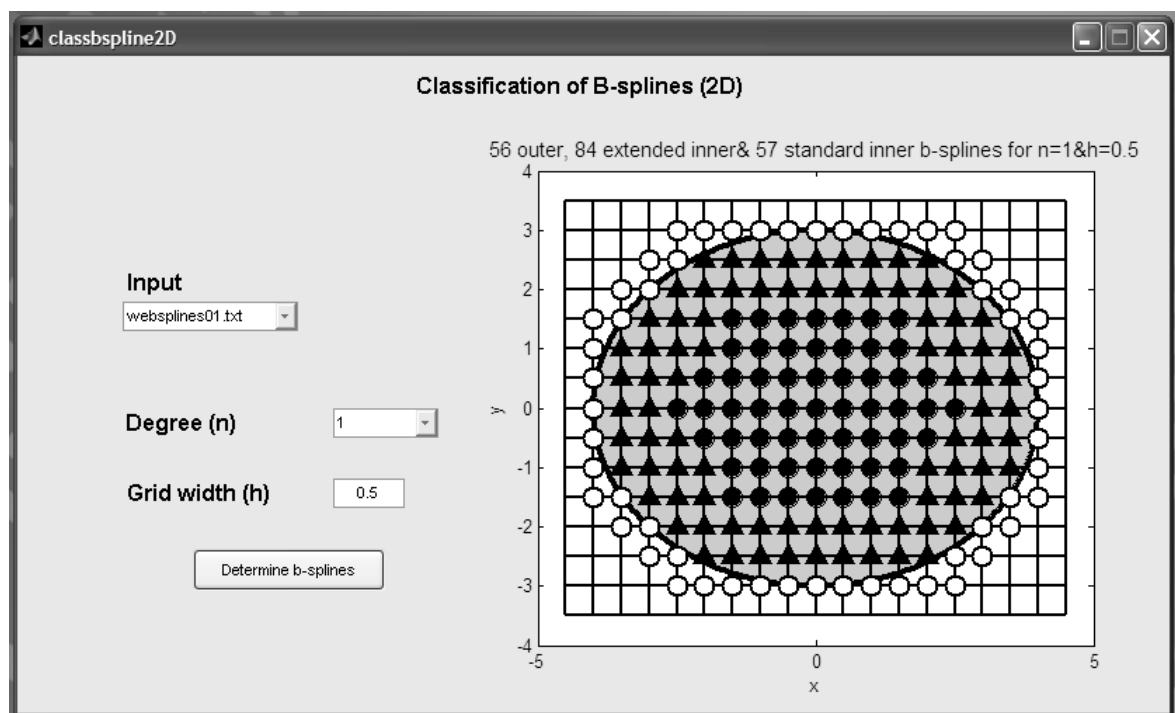 classbspline2D
Classification of B-splines (2D)
56 outer, 84 extended inner& 57 standard inner b-splines for n=1&h=0.5
Input
websplines01.txt
Degree (n)
1
Grid width (h)
0.5
Determine b-splines
4
3
2
1
0
-1
-2
-3
-4
y
-5
0
5
x